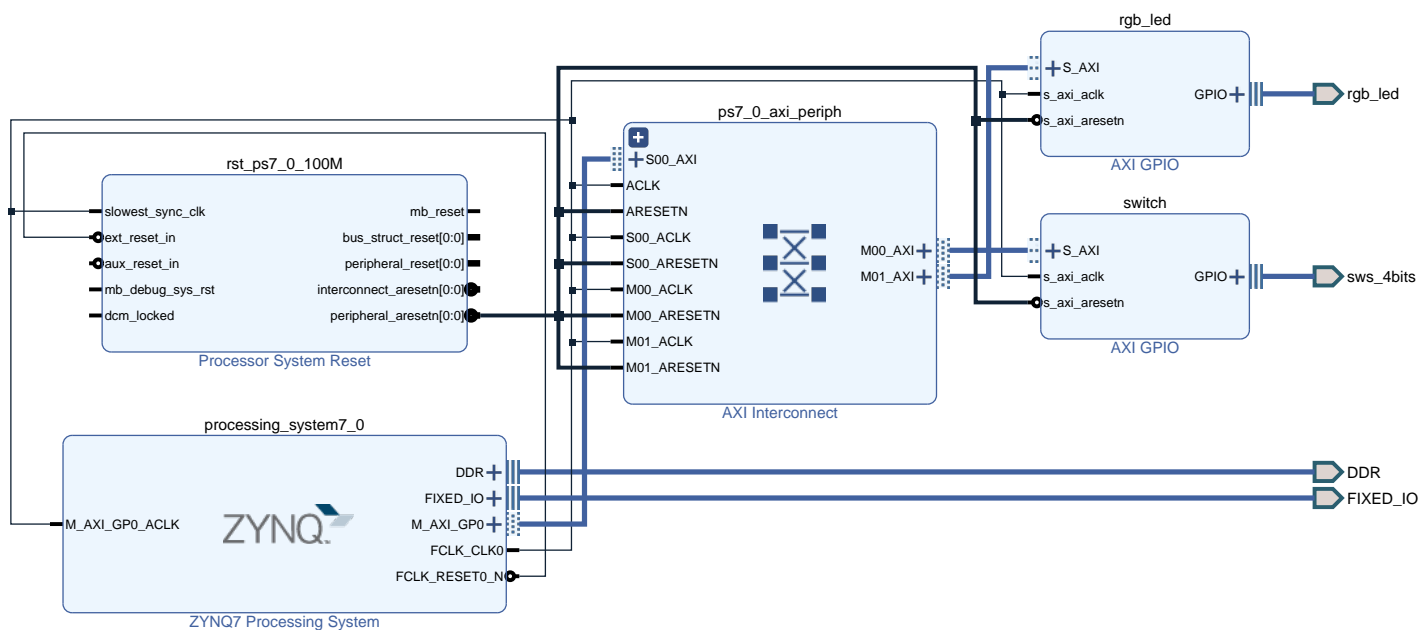 rgb_led
S_AXI
s_axi_aclk
s_axi_aresetn
GPIO
rgb_led
AXI GPIO
ps7_0_axi_periph
S00_AXI
ACLK
ARESETN
S00_ACLK
S00_ARESETN
M00_ACLK
M00_ARESETN
M01_ACLK
M01_ARESETN
M00_AXI
M01_AXI
AXI Interconnect
rst_ps7_0_100M
slowest_sync_clk
ext_reset_in
aux_reset_in
mb_debug_sys_rst
dcm_locked
mb_reset
bus_struct_reset[0:0]
peripheral_reset[0:0]
interconnect_aresetn[0:0]
peripheral_aresetn[0:0]
Processor System Reset
switch
S_AXI
s_axi_aclk
s_axi_aresetn
GPIO
sws_4bits
AXI GPIO
processing_system7_0
M_AXI_GP0_ACLK
ZYNQ
DDR
FIXED_IO
M_AXI_GP0
FCLK_CLK0
FCLK_RESET0_N
ZYNQ7 Processing System
DDR
FIXED_IO